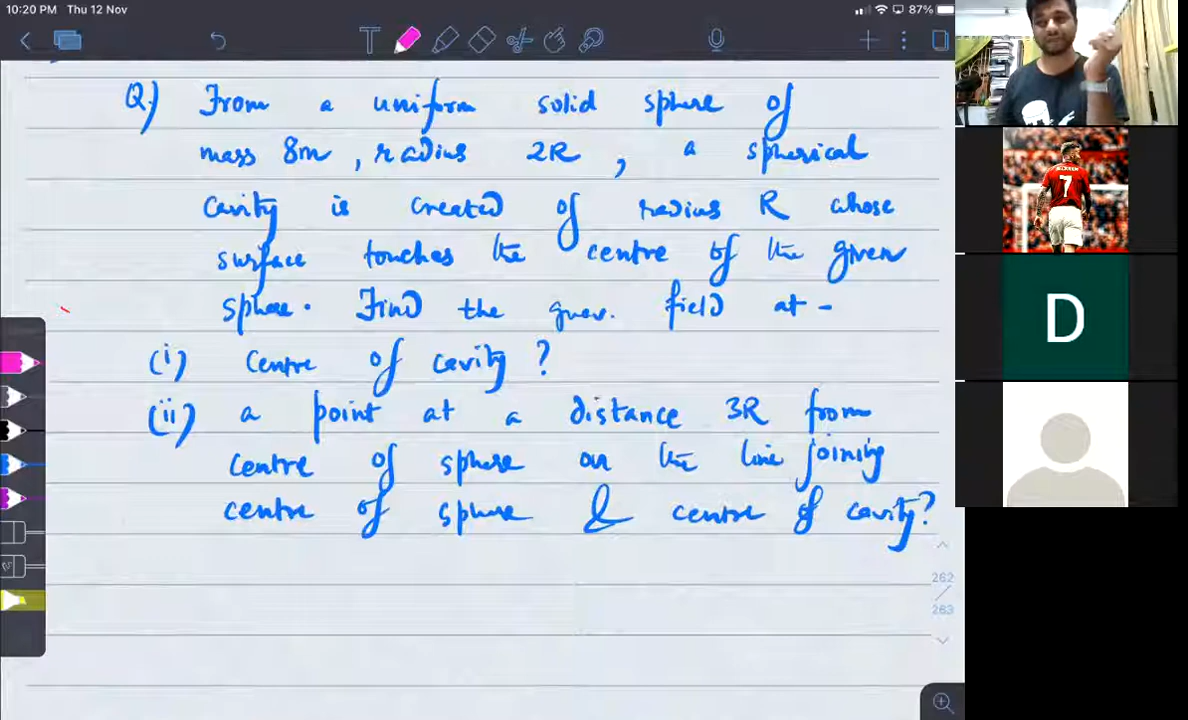 10:20 PM Thu 12 Nov
87%
T
Q) From a uniform solid sphere of
mass 8m, radius 2R, a spherical
cavity is created of radius R whose
surface touches the centre of the given
sphere. Find the grav. field at -
(i) centre of cavity?
(ii) a point at a distance 3R from
centre of sphere on the line joining
centre of sphere & centre of cavity?
262
/
263
7
D